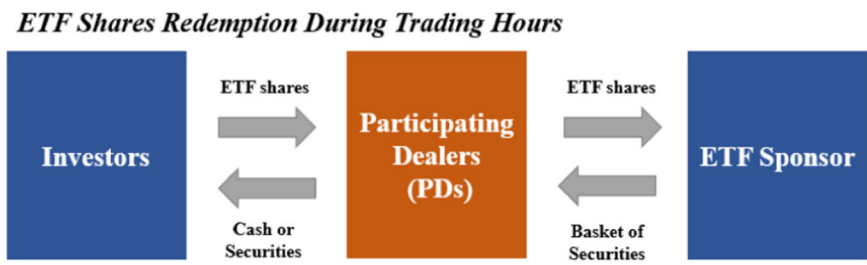 ETF Shares Redemption During Trading Hours
ETF shares
ETF shares
Investors
Participating
Dealers
(PDs)
ETF Sponsor
Cash or
Securities
Basket of
Securities